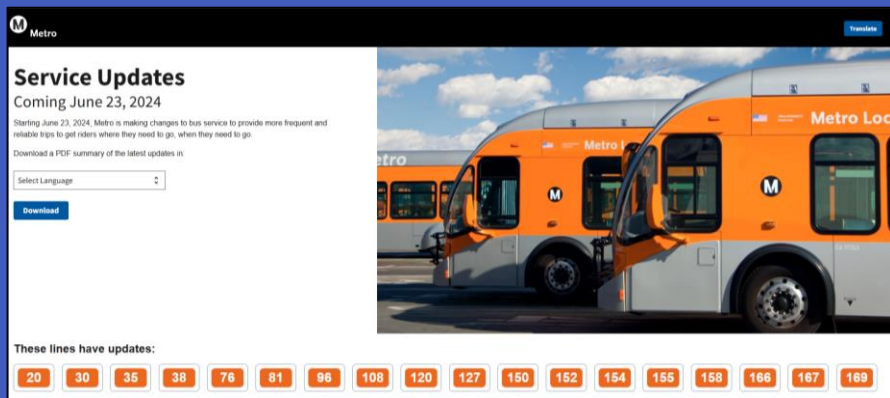 M
Metro
Translate
Service Updates
Coming June 23, 2024
Starting June 23, 2024, Metro is making changes to bus service to provide more frequent and
reliable trips to get riders where they need to go, when they need to go.
Download a PDF summary of the latest updates in:
Select Language
Download
etro
Metro L
M
Metro Loc
M
These lines have updates:
20 30 35 38 76 81 96 108 120 127 150 152 154 155 158 166 167 169